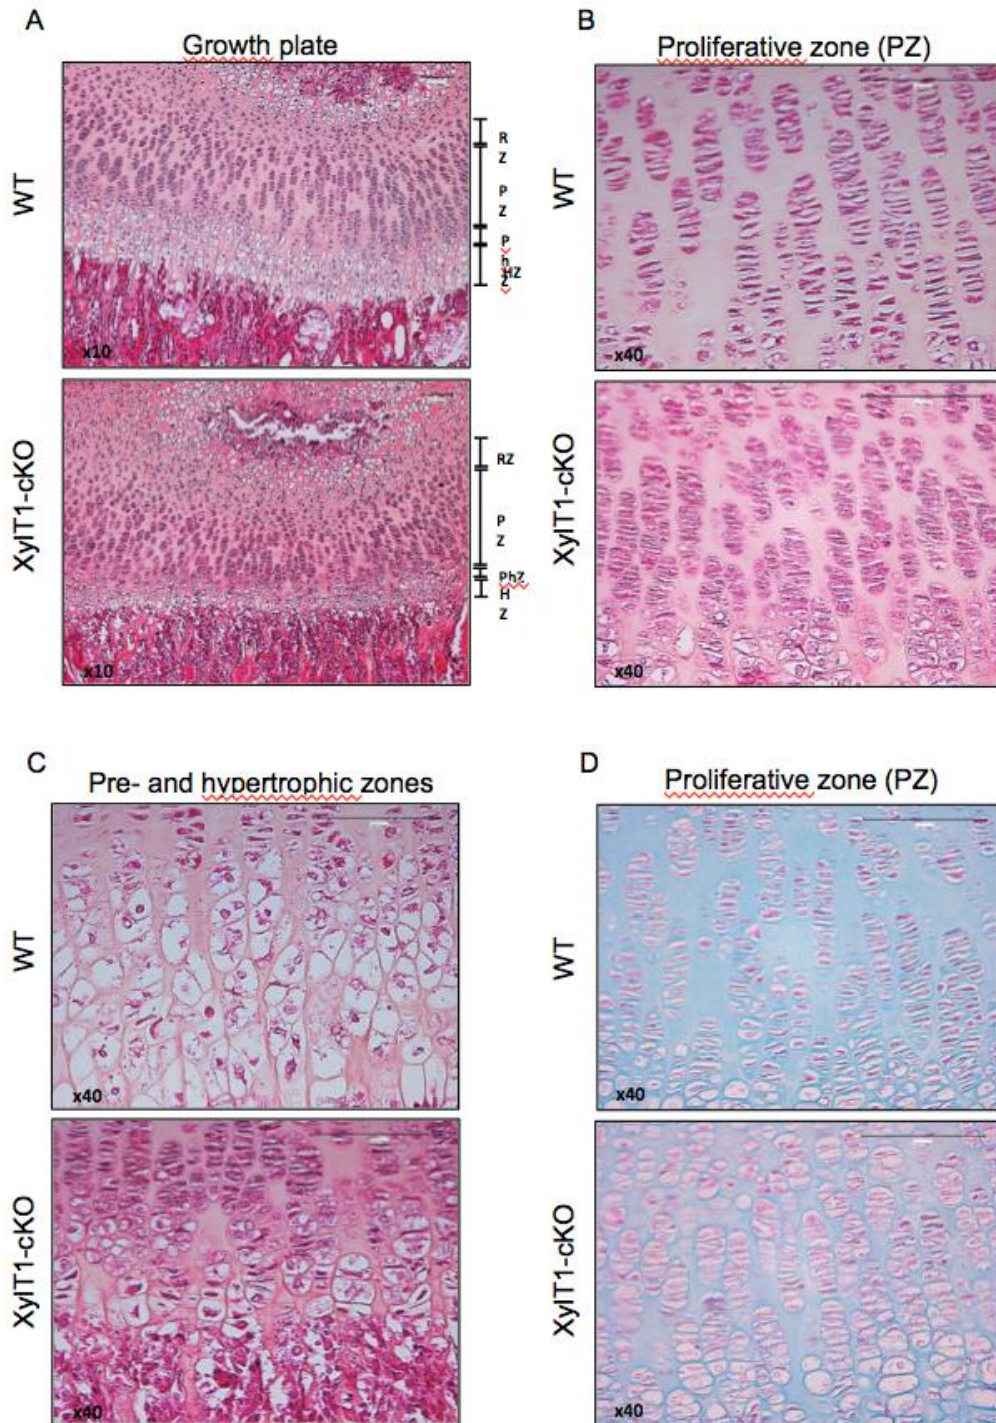 A
Growth plate
WT
R
Z
P
Z
P
h
HZ
Z
x10
XylT1-cKO
RZ
P
Z
PhZ
H
Z
x10
B
Proliferative zone (PZ)
WT
x40
XylT1-cKO
x40
C
Pre- and hypertrophic zones
WT
x40
XylT1-cKO
x40
D
Proliferative zone (PZ)
WT
x40
XylT1-cKO
x40